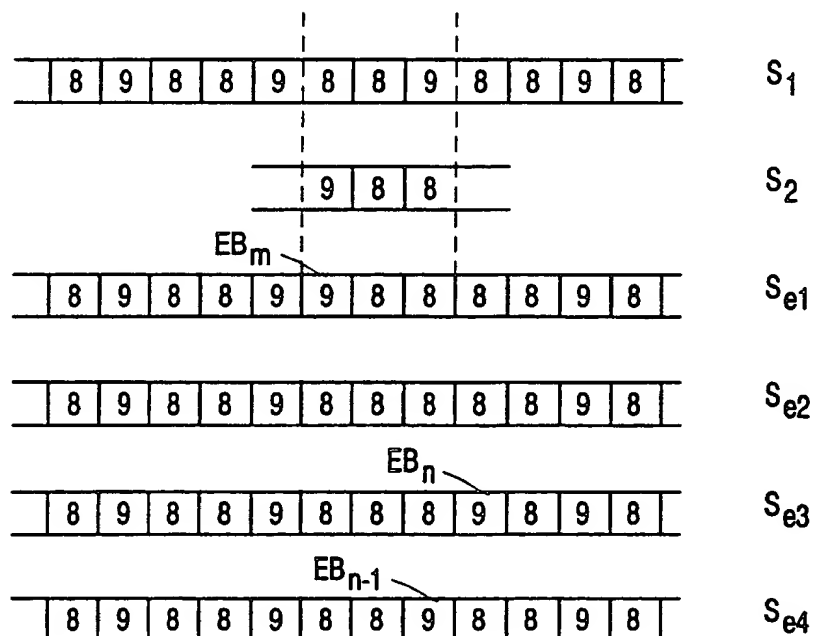 8 9 8 8 9 8 8 9 8 8 9 8 S1
9 8 8 S2
EBm
8 9 8 8 9 9 8 8 8 8 9 8 Se1
8 9 8 8 9 8 8 8 8 8 9 8 Se2
EBn
8 9 8 8 9 8 8 8 9 8 9 8 Se3
EBn-1
8 9 8 8 9 8 8 9 8 8 9 8 Se4